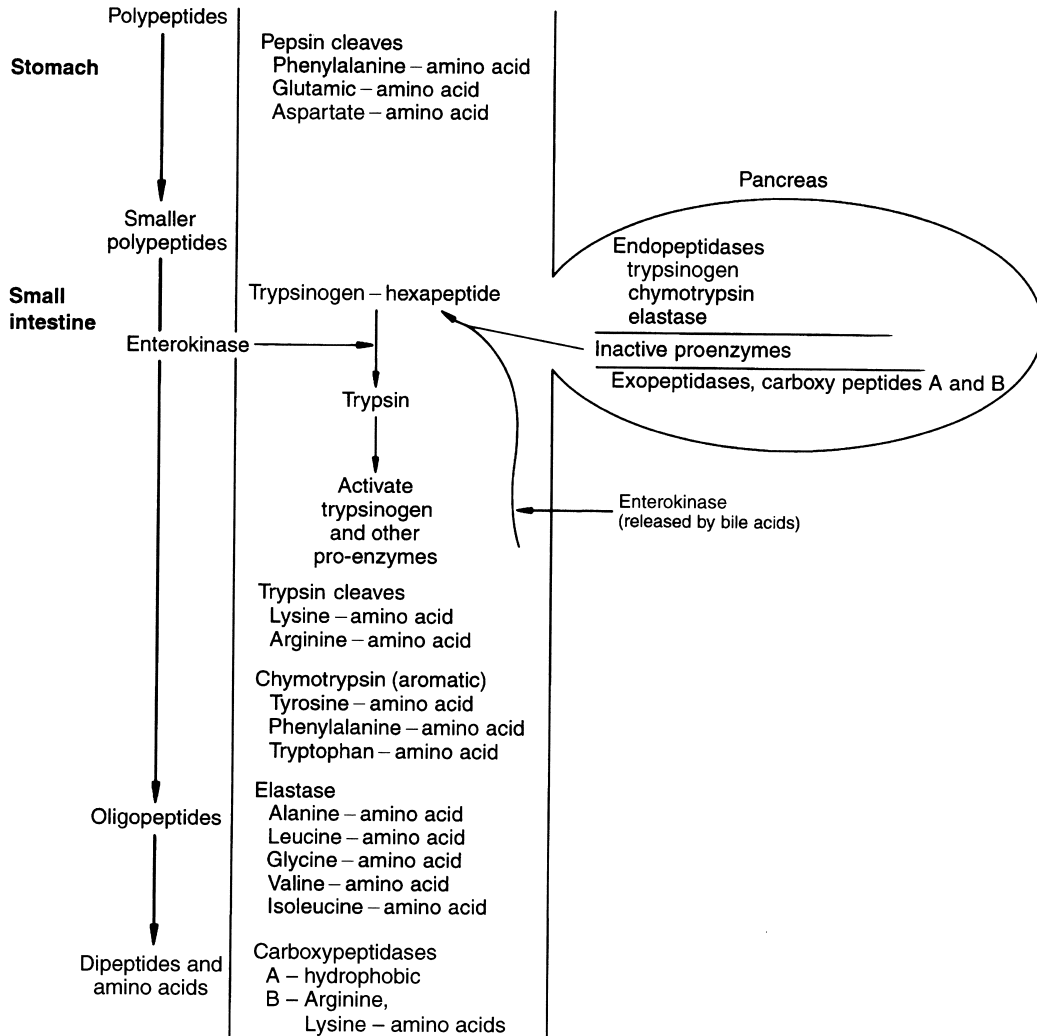 Polypeptides
Stomach
Smaller
polypeptides
Small
intestine
Enterokinase
Oligopeptides
Dipeptides and
amino acids
Pepsin cleaves
Phenylalanine – amino acid
Glutamic – amino acid
Aspartate – amino acid
Trypsinogen – hexapeptide
Trypsin
Activate
trypsinogen
and other
pro-enzymes
Trypsin cleaves
Lysine – amino acid
Arginine – amino acid
Chymotrypsin (aromatic)
Tyrosine – amino acid
Phenylalanine – amino acid
Tryptophan – amino acid
Elastase
Alanine – amino acid
Leucine – amino acid
Glycine – amino acid
Valine – amino acid
Isoleucine – amino acid
Carboxypeptidases
A – hydrophobic
B – Arginine,
Lysine – amino acids
Pancreas
Endopeptidases
trypsinogen
chymotrypsin
elastase
Inactive proenzymes
Exopeptidases, carboxy peptides A and B
Enterokinase
(released by bile acids)